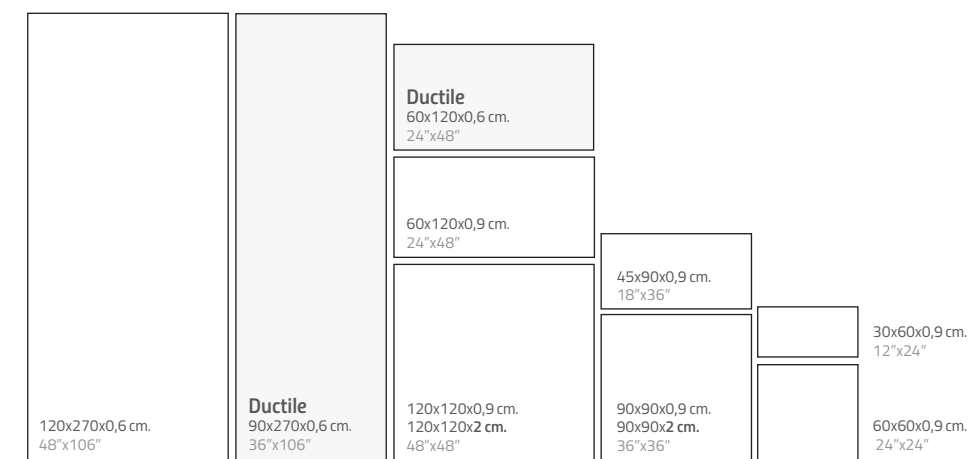 120x270x0,6 cm.
48”x106”
Ductile
90x270x0,6 cm.
36”x106”
Ductile
60x120x0,6 cm.
24”x48”
60x120x0,9 cm.
24”x48”
120x120x0,9 cm.
120x120x2 cm.
48”x48”
45x90x0,9 cm.
18”x36”
90x90x0,9 cm.
90x90x2 cm.
36”x36”
30x60x0,9 cm.
12”x24”
60x60x0,9 cm.
24”x24”